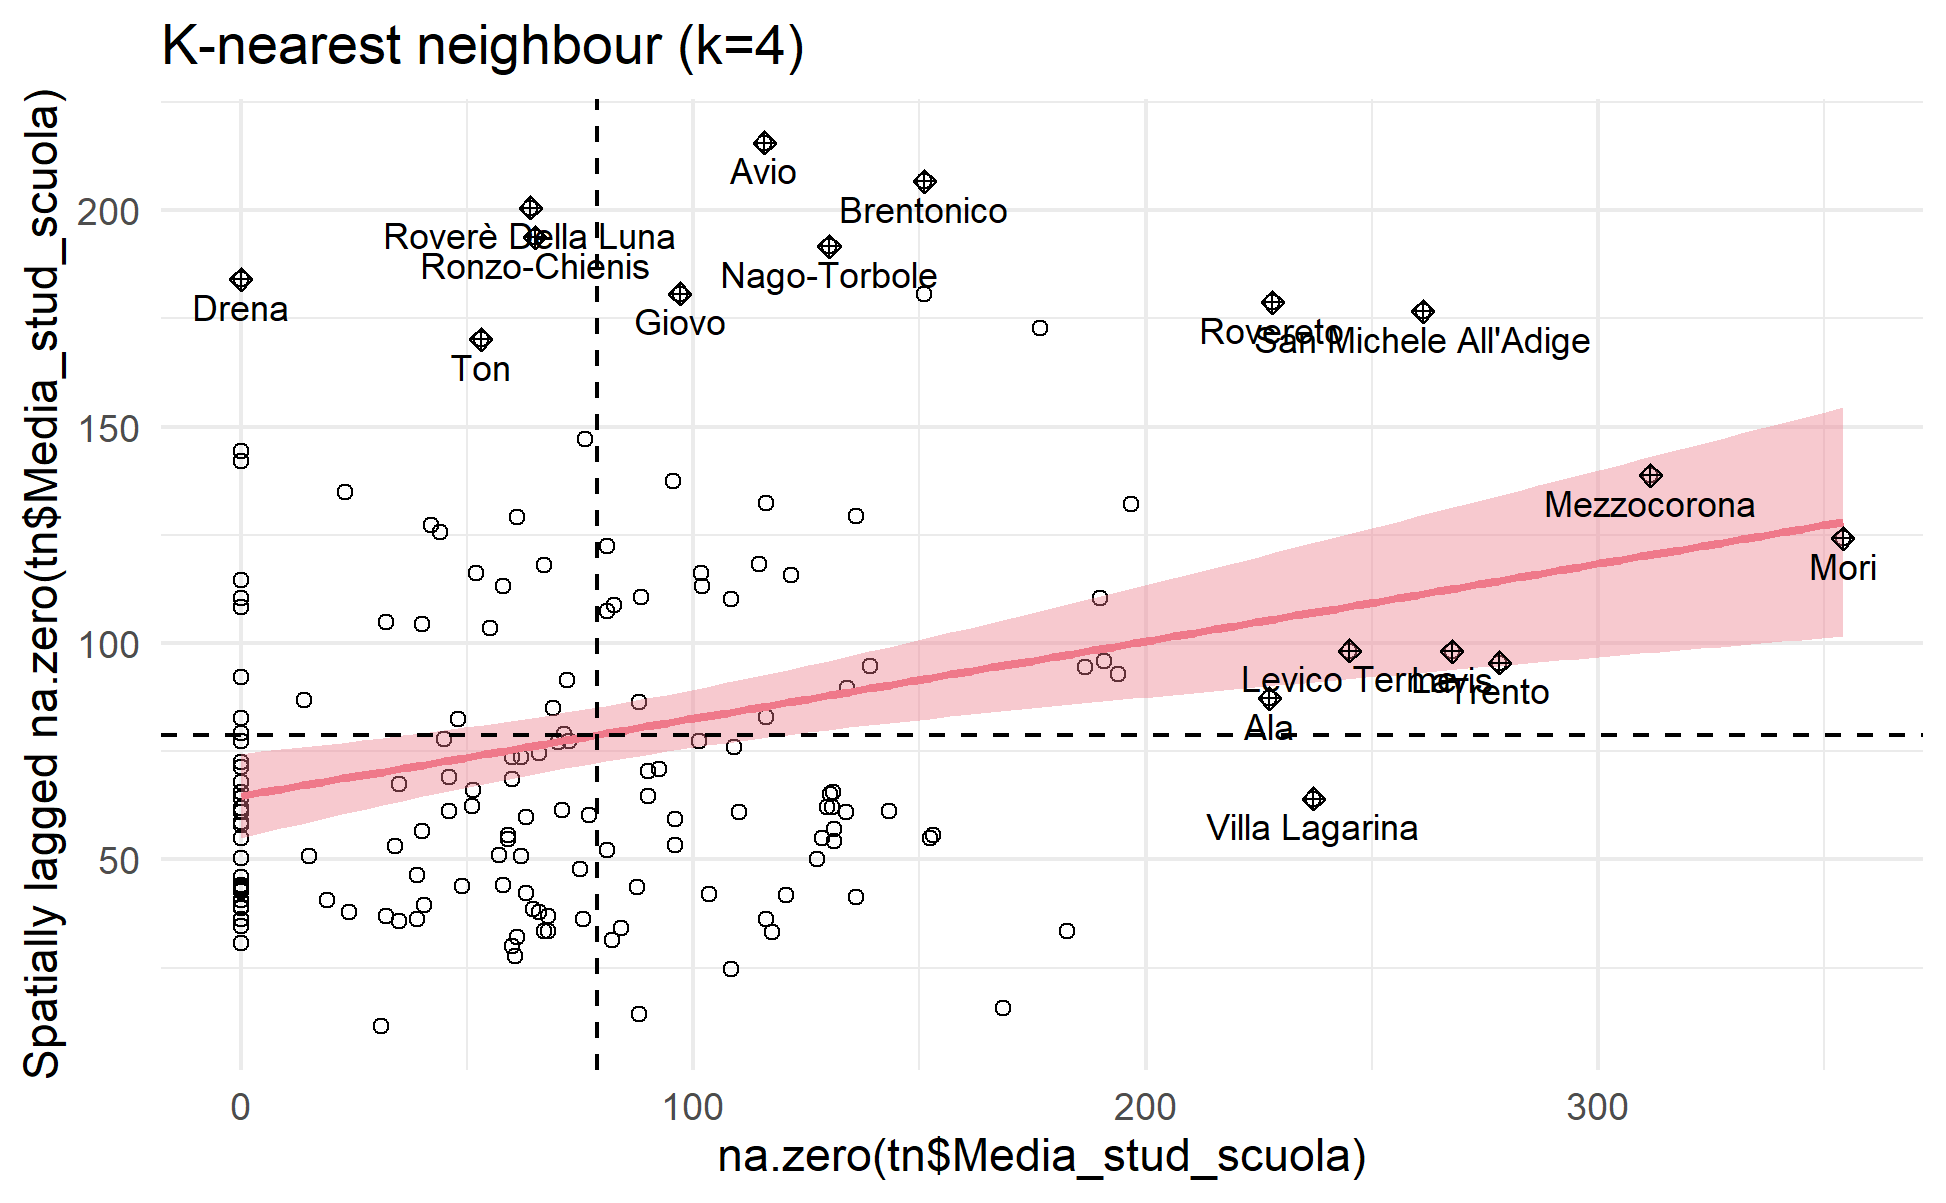 K-nearest neighbour (k=4)
Spatially lagged na.zero(tn$Media_stud_scuola)
200
150
100
50
Avio
Brentonico
Roverè Della Luna
Ronzo-Chienis
Nago-Torbole
Drena
Giovo
Rovereto
San Michele All'Adige
Ton
Mezzocorona
Mori
Levico Terme
Lavis
Trento
Ala
Villa Lagarina
0
100
200
300
na.zero(tn$Media_stud_scuola)